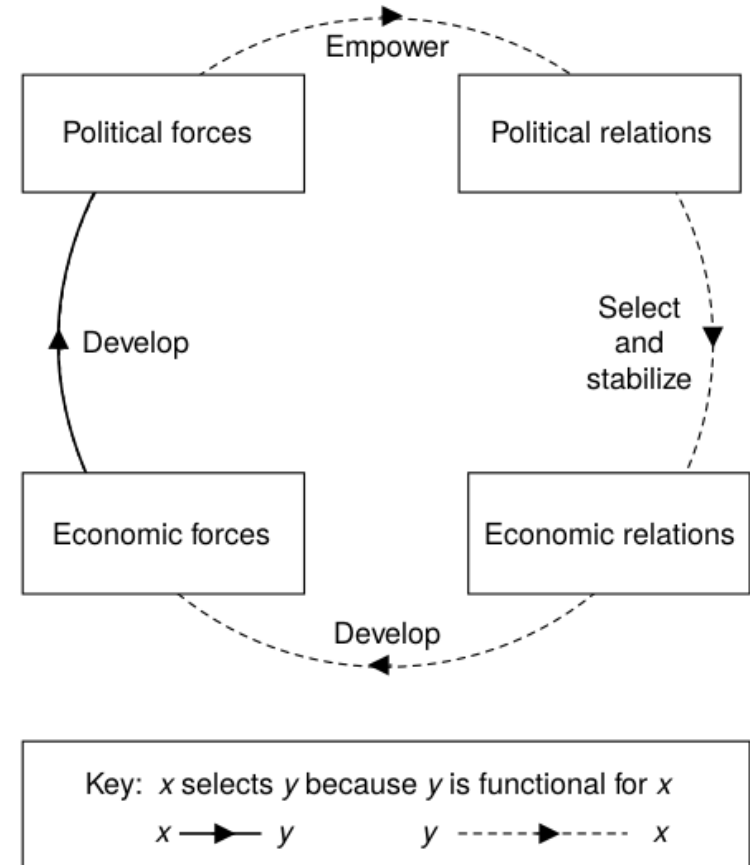 Empower
Political forces
Political relations
Develop
Select
and
stabilize
Economic forces
Economic relations
Develop
Key: x selects y because y is functional for x
x y y x